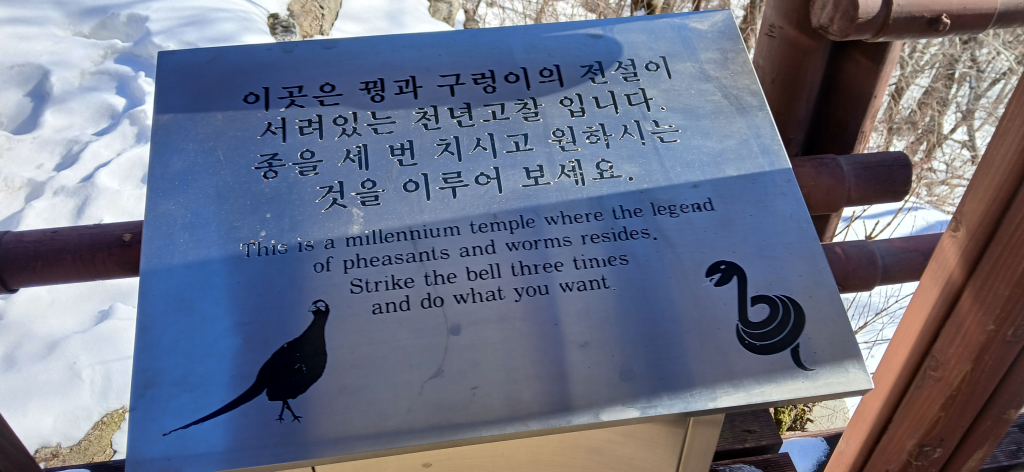 이곳은 꿩과 구렁이의 전설이
서려있는 천년고찰 입니다.
종을 세 번 치시고 원하시는
것을 이루어 보세요.
This is a millennium temple where the legend
of pheasants and worms resides.
Strike the bell three times
and do what you want.